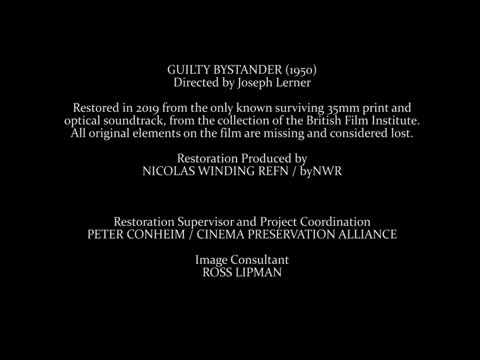 GUILTY BYSTANDER (1950)
Directed by Joseph Lerner
Restored in 2019 from the only known surviving 35mm print and
optical soundtrack, from the collection of the British Film Institute.
All original elements on the film are missing and considered lost.
Restoration Produced by
NICOLAS WINDING REFN / byNWR
Restoration Supervisor and Project Coordination
PETER CONHEIM / CINEMA PRESERVATION ALLIANCE
Image Consultant
ROSS LIPMAN